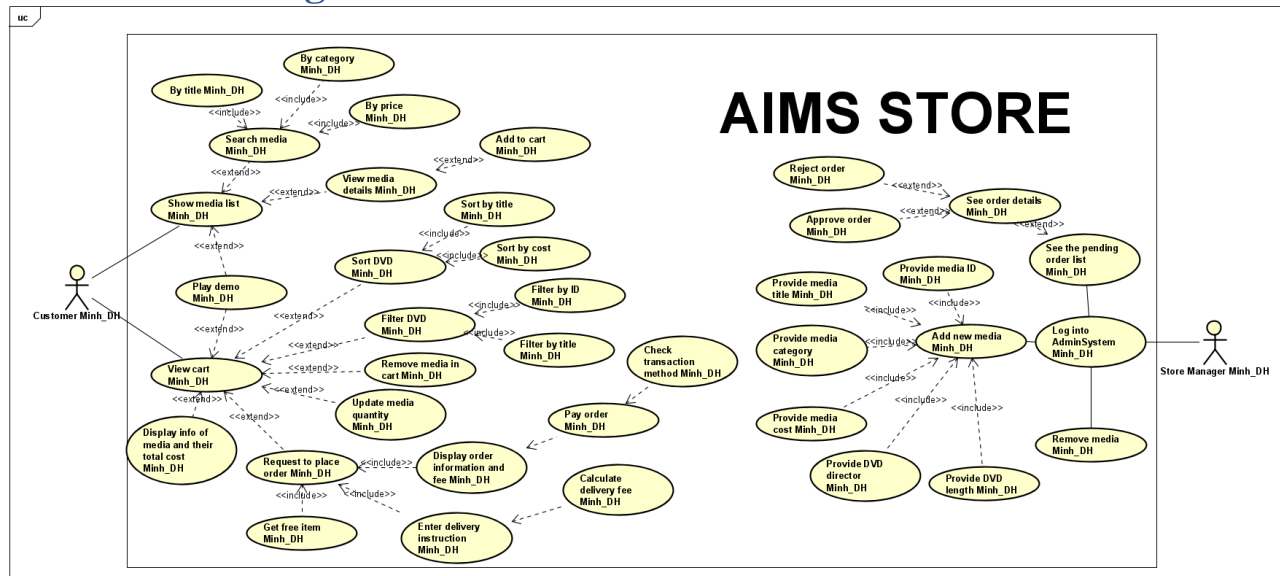 uc
AIMS STORE
By category
Minh_DH
By title Minh_DH
<<include>>
<<include>>
By price
Minh_DH
<<include>>
Search media
Minh_DH
Add to cart
Minh_DH
<<extend>>
<<extend>>
View media
details Minh_DH
<<extend>>
Show media list
Minh_DH
Sort by title
Minh_DH
<<include>>
<<extend>>
Sort by cost
Minh_DH
<<include>>
Sort DVD
Minh_DH
Customer Minh_DH
Play demo
Minh_DH
Filter by ID
Minh_DH
<<include>>
<<extend>>
Filter DVD
Minh_DH
<<include>>
<<extend>>
<<extend>>
Filter by title
Minh_DH
Check
transaction
method Minh_DH
View cart
Minh_DH
<<extend>>
Remove media in
cart Minh_DH
<<extend>>
<<extend>>
Update media
quantity
Minh_DH
<<extend>>
Pay order
Minh_DH
Display info of
media and their
total cost
Minh_DH
Request to place
order Minh_DH
<<include>>
Display order
information and
fee Minh_DH
Calculate
delivery fee
Minh_DH
<<include>>
<<include>>
Get free item
Minh_DH
Enter delivery
instruction
Minh_DH
Reject order
Minh_DH
<<extend>>
See order details
Minh_DH
Approve order
Minh_DH
<<extend>>
<<extend>>
See the pending
order list
Minh_DH
Provide media ID
Minh_DH
Provide media
title Minh_DH
<<include>>
<<include>>
Provide media
category
Minh_DH
<<include>>
Add new media
Minh_DH
Log into
AdminSystem
Minh_DH
Store Manager Minh_DH
<<include>>
<<include>>
<<include>>
Provide media
cost Minh_DH
Remove media
Minh_DH
Provide DVD
director
Minh_DH
Provide DVD
length Minh_DH